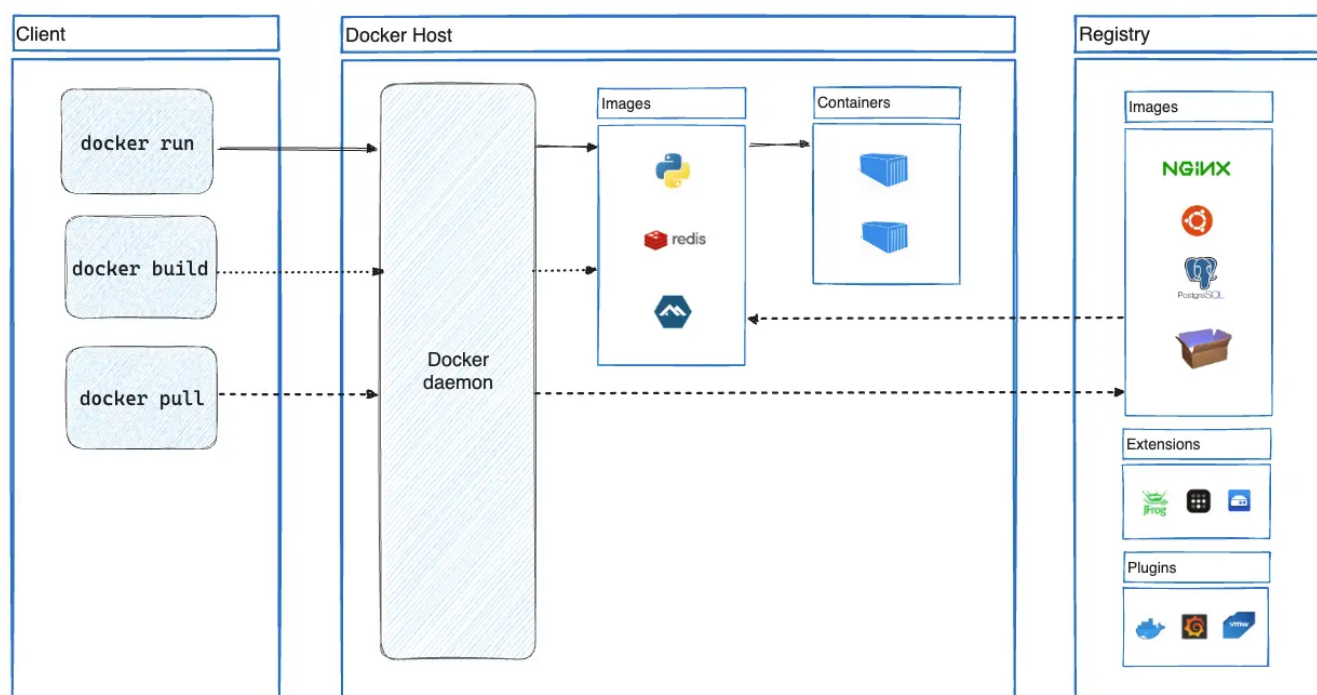 Client
docker run
docker build
docker pull
Docker Host
Docker
daemon
Images
redis
Containers
Registry
Images
NGiNX
PostgreSQL
Extensions
JFrog
Plugins
vmw